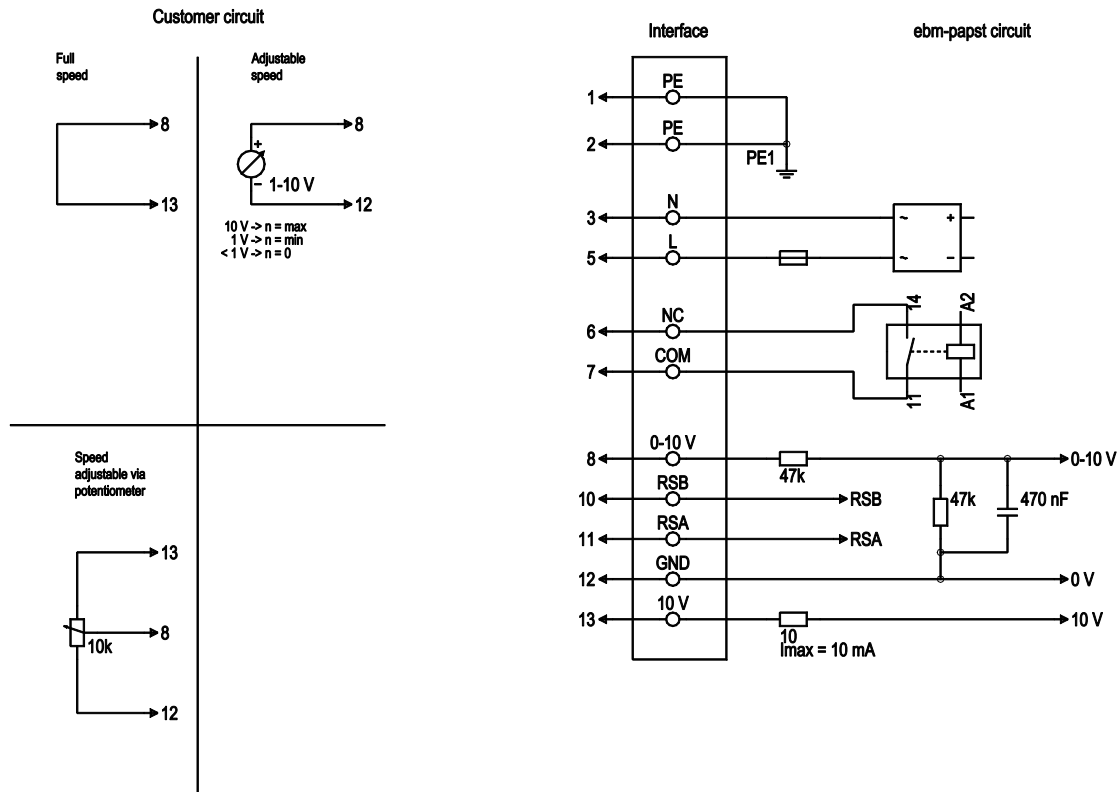 Customer circuit
Full
speed
8
13
Adjustable
speed
8
+
–
1-10 V
12
10 V -> n = max
1 V -> n = min
< 1 V -> n = 0
Speed
adjustable via
potentiometer
13
8
10k
12
Interface
ebm-papst circuit
1
PE
2
PE
PE1
3
N
~
+
5
L
~
–
6
NC
14
A2
7
COM
11
A1
8
0-10 V
47k
0-10 V
10
RSB
RSB
47k
470 nF
11
RSA
RSA
12
GND
0 V
13
10 V
10
Imax = 10 mA
10 V